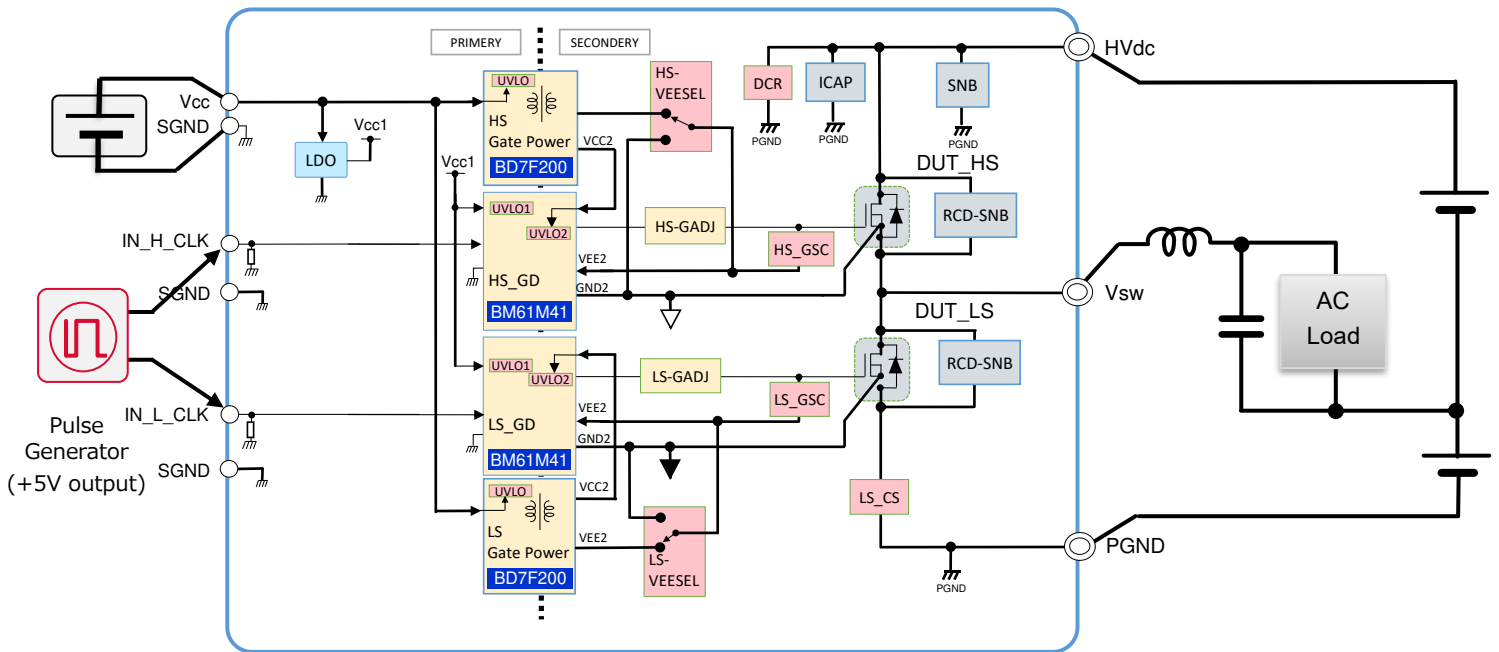 PRIMERY
SECONDERY
Vcc
SGND
Vcc1
LDO
UVLO
HS
Gate Power
BD7F200
VCC2
HS-
VEESEL
DCR
PGND
ICAP
PGND
SNB
PGND
HVdc
Vcc1
UVLO1
UVLO2
HS-GADJ
HS_GSC
DUT_HS
RCD-SNB
IN_H_CLK
VEE2
HS_GD
GND2
BM61M41
SGND
Vsw
AC
Load
DUT_LS
UVLO1
UVLO2
LS-GADJ
LS_GSC
RCD-SNB
IN_L_CLK
VEE2
LS_GD
GND2
BM61M41
Pulse
Generator
(+5V output)
SGND
UVLO
VCC2
LS
Gate Power
VEE2
BD7F200
LS-
VEESEL
LS_CS
PGND
PGND